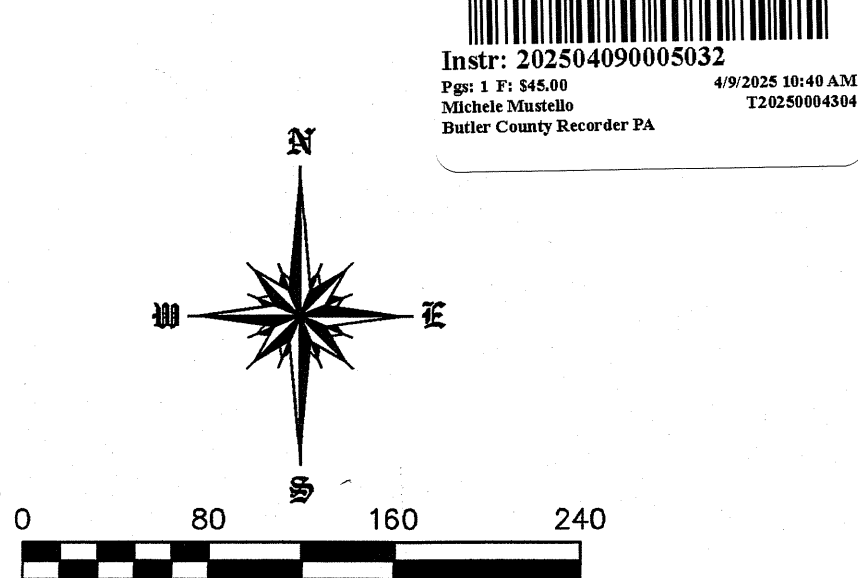 Instr: 202504090005032
Pgs: 1 F: $45.00 4/9/2025 10:40 AM
Michele Mustello T20250004304
Butler County Recorder PA
N
W E
S
0 80 160 240